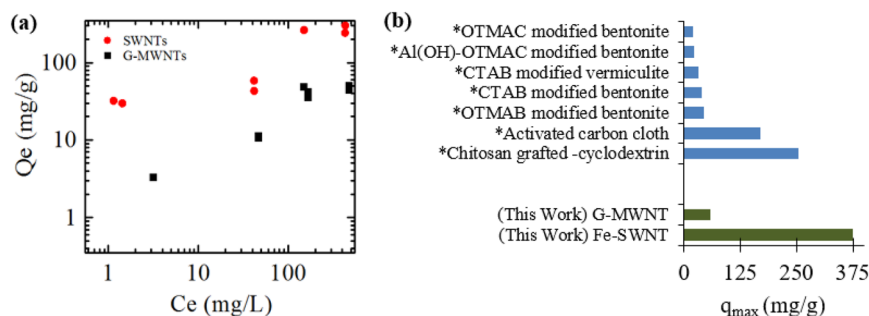 (a)
SWNTs
G-MWNTs
100
10
1
Qe (mg/g)
1
10
100
Ce (mg/L)
(b)
*OTMAC modified bentonite
*Al(OH)-OTMAC modified bentonite
*CTAB modified vermiculite
*CTAB modified bentonite
*OTMAB modified bentonite
*Activated carbon cloth
*Chitosan grafted -cyclodextrin
(This Work) G-MWNT
(This Work) Fe-SWNT
0
125
250
375
qmax (mg/g)